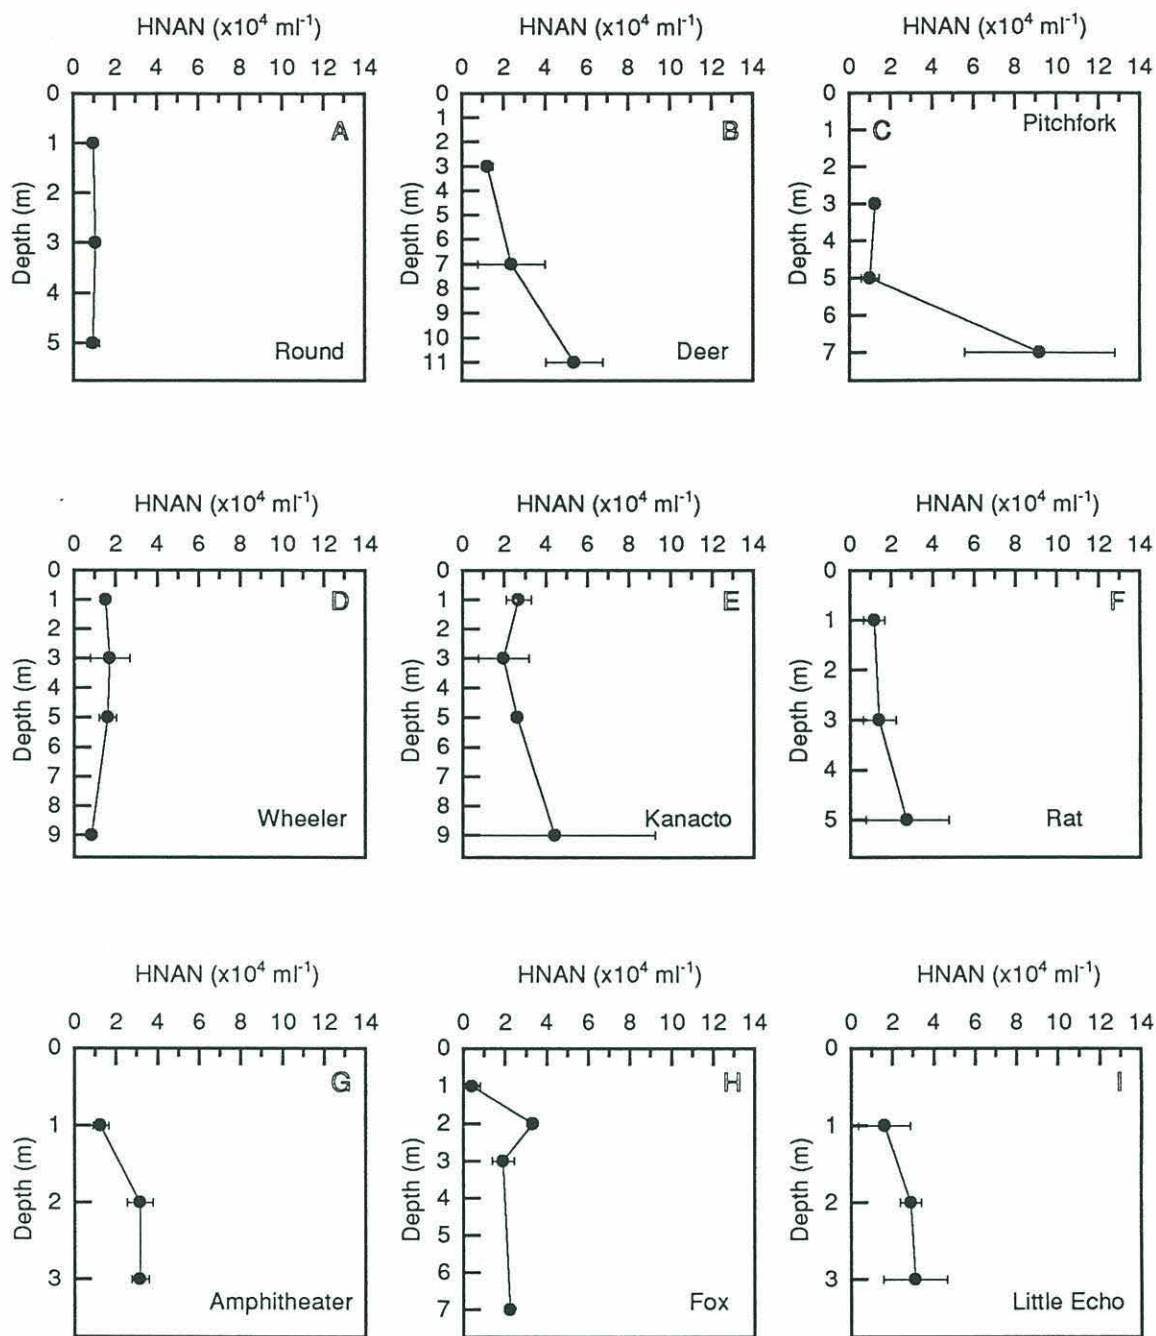 HNAN (x10⁴ ml⁻¹)
0 2 4 6 8 10 12 14
Depth (m)
0
1
2
3
4
5
A
Round
HNAN (x10⁴ ml⁻¹)
0 2 4 6 8 10 12 14
Depth (m)
0
1
2
3
4
5
6
7
8
9
10
11
B
Deer
HNAN (x10⁴ ml⁻¹)
0 2 4 6 8 10 12 14
Depth (m)
0
1
2
3
4
5
6
7
Pitchfork
C
HNAN (x10⁴ ml⁻¹)
0 2 4 6 8 10 12 14
Depth (m)
0
1
2
3
4
5
6
7
8
9
D
Wheeler
HNAN (x10⁴ ml⁻¹)
0 2 4 6 8 10 12 14
Depth (m)
0
1
2
3
4
5
6
7
8
9
E
Kanacto
HNAN (x10⁴ ml⁻¹)
0 2 4 6 8 10 12 14
Depth (m)
0
1
2
3
4
5
F
Rat
HNAN (x10⁴ ml⁻¹)
0 2 4 6 8 10 12 14
Depth (m)
0
1
2
3
G
Amphitheater
HNAN (x10⁴ ml⁻¹)
0 2 4 6 8 10 12 14
Depth (m)
0
1
2
3
4
5
6
7
H
Fox
HNAN (x10⁴ ml⁻¹)
0 2 4 6 8 10 12 14
Depth (m)
0
1
2
3
I
Little Echo